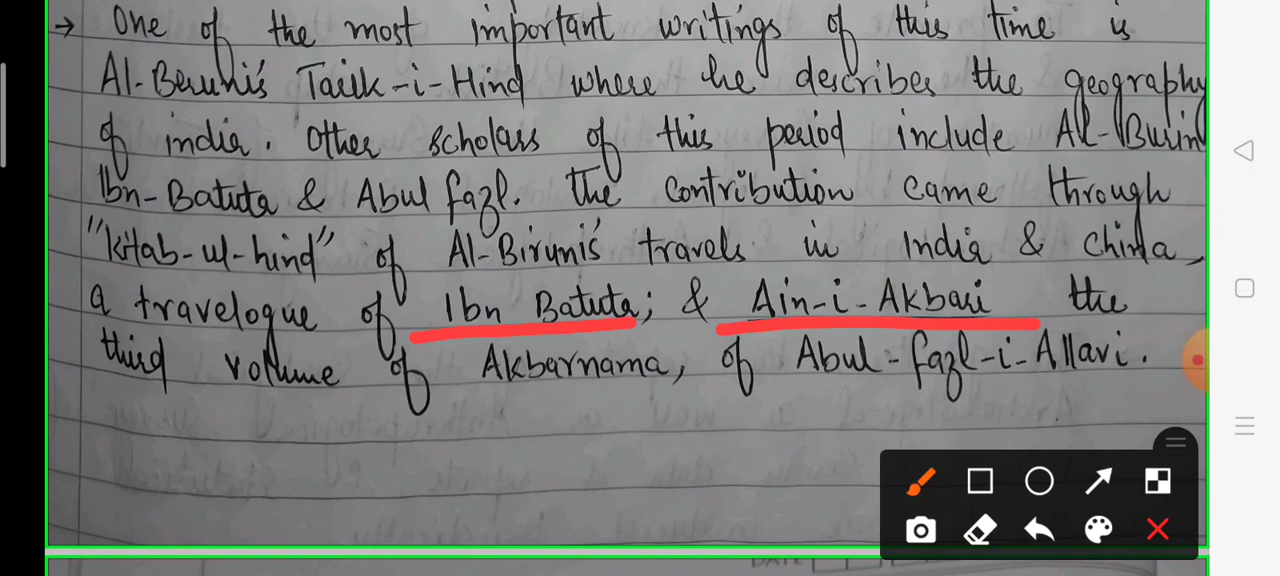 → One of the most important writings of this time is
Al-Beruni's Tarik-i-Hind where he describes the geography
of india. Other scholars of this period include Al-Biruni
Ibn-Batuta & Abul fazl. The contribution came through
"kitab-ul-hind" of Al-Biruni's travels in India & China,
a travelogue of Ibn Batuta; & Ain-i-Akbari the
third volume of Akbarnama, of Abul-fazl-i-Allavi.